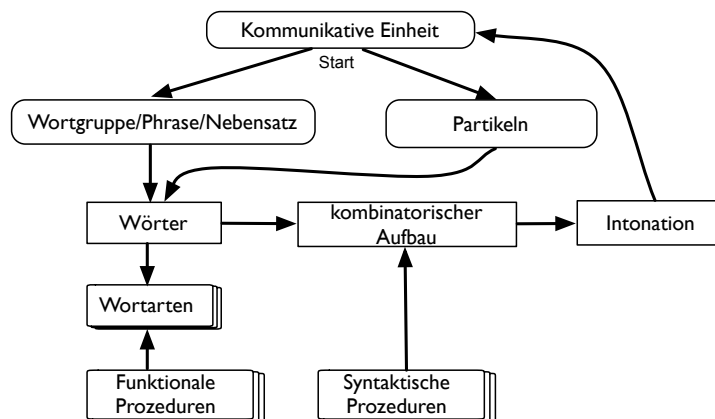 Kommunikative Einheit
Start
Wortgruppe/Phrase/Nebensatz
Partikeln
Wörter
kombinatorischer
Aufbau
Intonation
Wortarten
Funktionale
Prozeduren
Syntaktische
Prozeduren